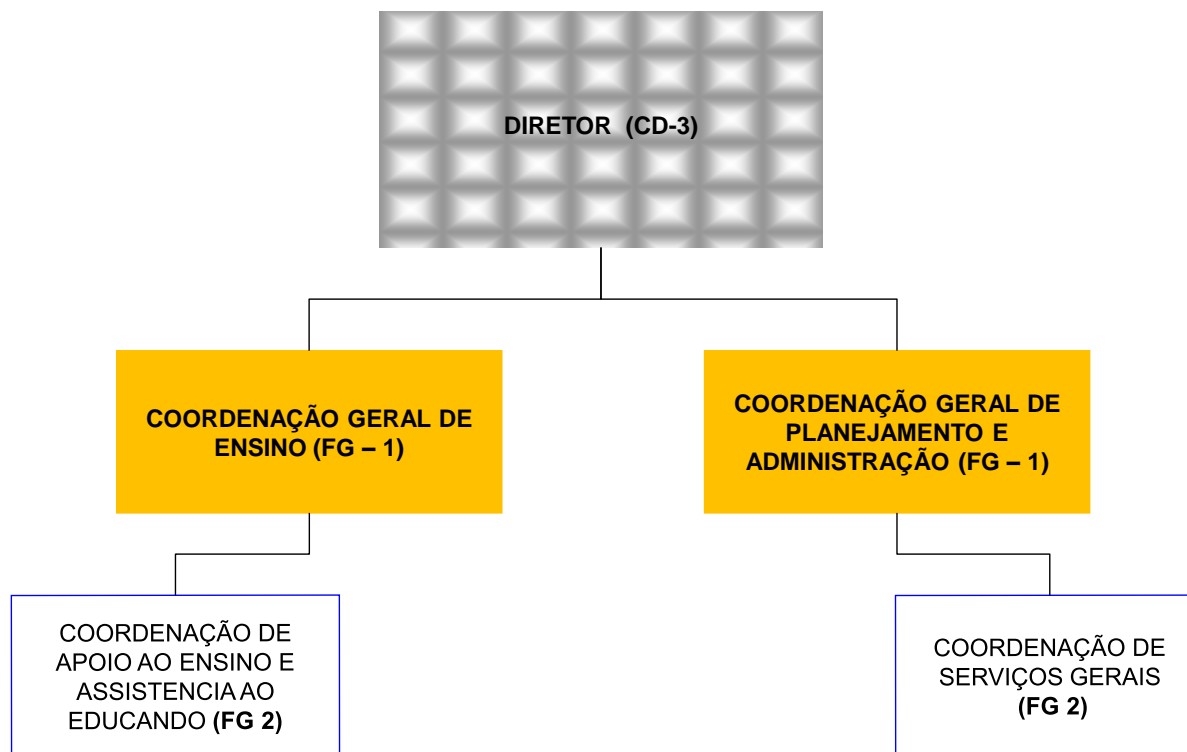 DIRETOR (CD-3)
COORDENAÇÃO GERAL DE
ENSINO (FG – 1)
COORDENAÇÃO GERAL DE
PLANEJAMENTO E
ADMINISTRAÇÃO (FG – 1)
COORDENAÇÃO DE
APOIO AO ENSINO E
ASSISTENCIA AO
EDUCANDO (FG 2)
COORDENAÇÃO DE
SERVIÇOS GERAIS
(FG 2)